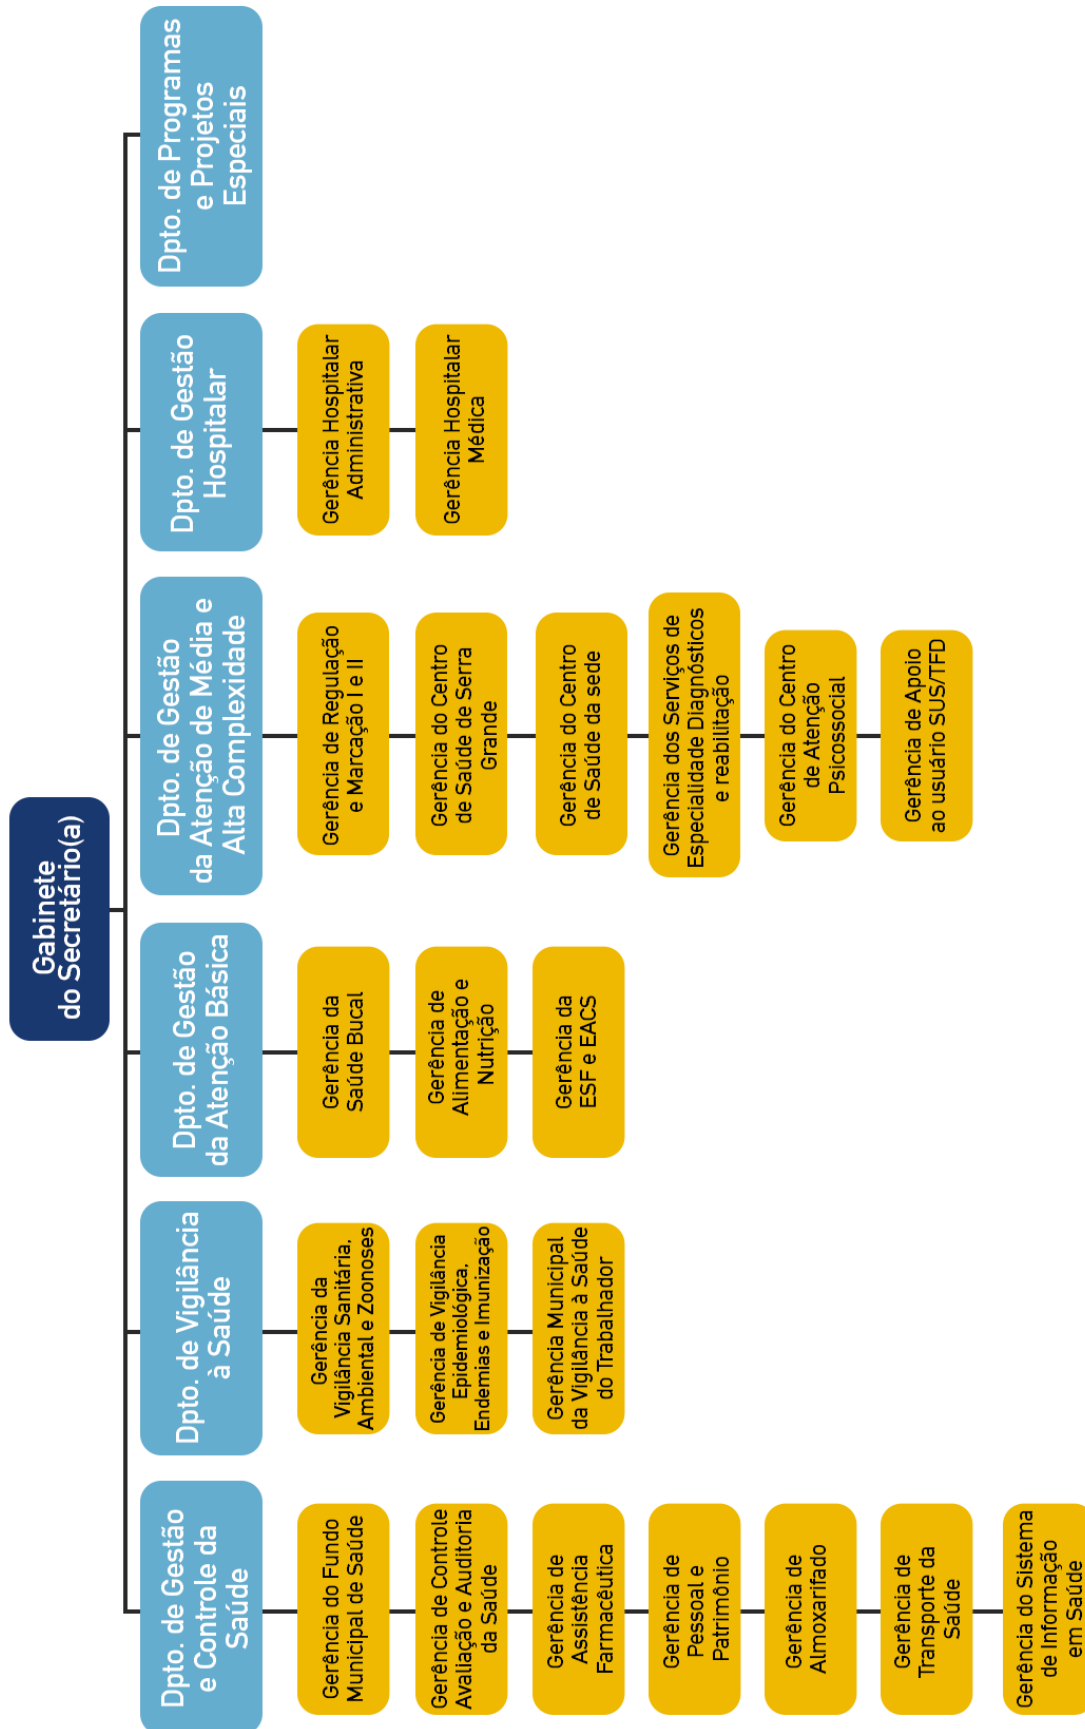 Gabinete
do Secretário(a)
Dpto. de Gestão
e Controle da
Saúde
Gerência do Fundo
Municipal de Saúde
Gerência de Controle
Avaliação e Auditoria
da Saúde
Gerência de
Assistência
Farmacêutica
Gerência de
Pessoal e
Patrimônio
Gerência de
Almoxarifado
Gerência de
Transporte da
Saúde
Gerência do Sistema
de Informação
em Saúde
Dpto. de Vigilância
à Saúde
Gerência da
Vigilância Sanitária,
Ambiental e Zoonoses
Gerência de Vigilância
Epidemiológica,
Endemias e Imunização
Gerência Municipal
da Vigilância à Saúde
do Trabalhador
Dpto. de Gestão
da Atenção Básica
Gerência da
Saúde Bucal
Gerência de
Alimentação e
Nutrição
Gerência da
ESF e EACS
Dpto. de Gestão
da Atenção de Média e
Alta Complexidade
Gerência de Regulação
e Marcação I e II
Gerência do Centro
de Saúde de Serra
Grande
Gerência do Centro
de Saúde da sede
Gerência dos Serviços de
Especialidade Diagnósticos
e reabilitação
Gerência do Centro
de Atenção
Psicossocial
Gerência de Apoio
ao usuário SUS/TFD
Dpto. de Gestão
Hospitalar
Gerência Hospitalar
Administrativa
Gerência Hospitalar
Médica
Dpto. de Programas
e Projetos
Especiais